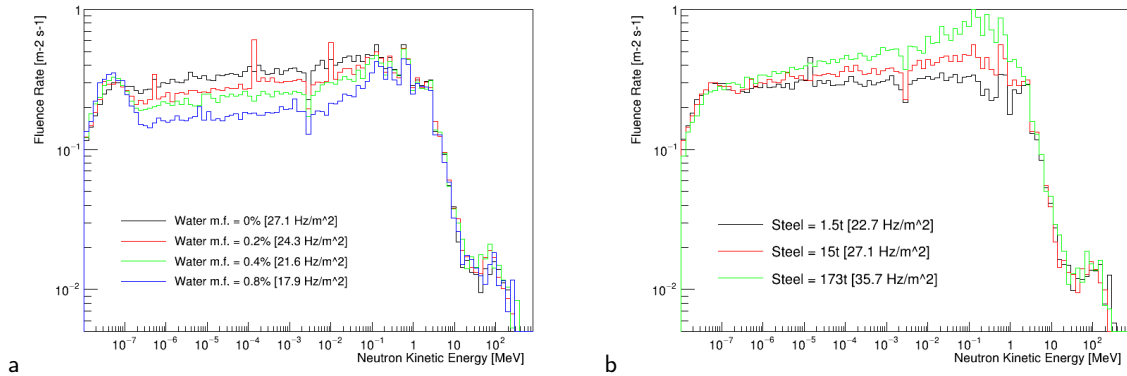 Fluence Rate [m-2 s-1]
1
10⁻¹
10⁻²
Water m.f. = 0% [27.1 Hz/m^2]
Water m.f. = 0.2% [24.3 Hz/m^2]
Water m.f. = 0.4% [21.6 Hz/m^2]
Water m.f. = 0.8% [17.9 Hz/m^2]
10⁻⁷ 10⁻⁶ 10⁻⁵ 10⁻⁴ 10⁻³ 10⁻² 10⁻¹ 1 10 10²
Neutron Kinetic Energy [MeV]
a
Fluence Rate [m-2 s-1]
1
10⁻¹
10⁻²
Steel = 1.5t [22.7 Hz/m^2]
Steel = 15t [27.1 Hz/m^2]
Steel = 173t [35.7 Hz/m^2]
10⁻⁷ 10⁻⁶ 10⁻⁵ 10⁻⁴ 10⁻³ 10⁻² 10⁻¹ 1 10 10²
Neutron Kinetic Energy [MeV]
b